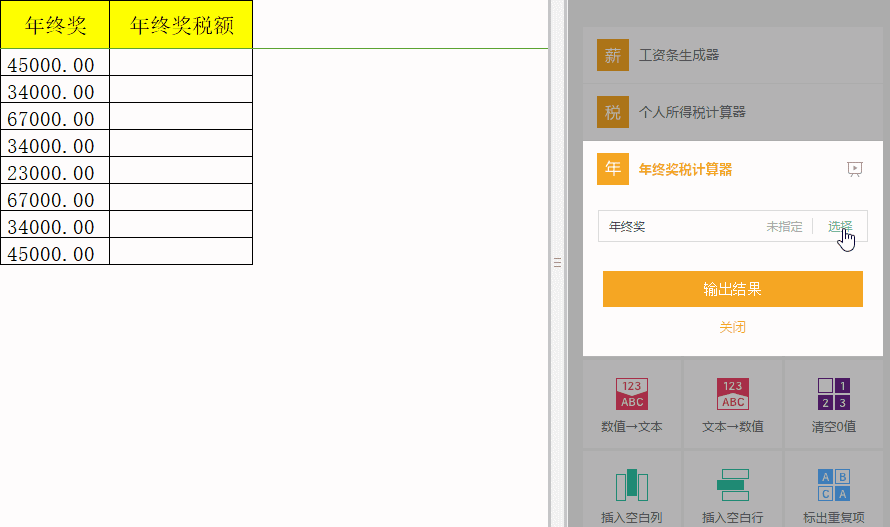 年终奖 年终奖税额
45000.00
34000.00
67000.00
34000.00
23000.00
67000.00
34000.00
45000.00
薪 工资条生成器
税 个人所得税计算器
年 年终奖税计算器
年终奖 未指定 选择
输出结果
关闭
123 123 1
ABC ABC 2 3
数值→文本 文本→数值 清空0值
A B
C A
插入空白列 插入空白行 标出重复项